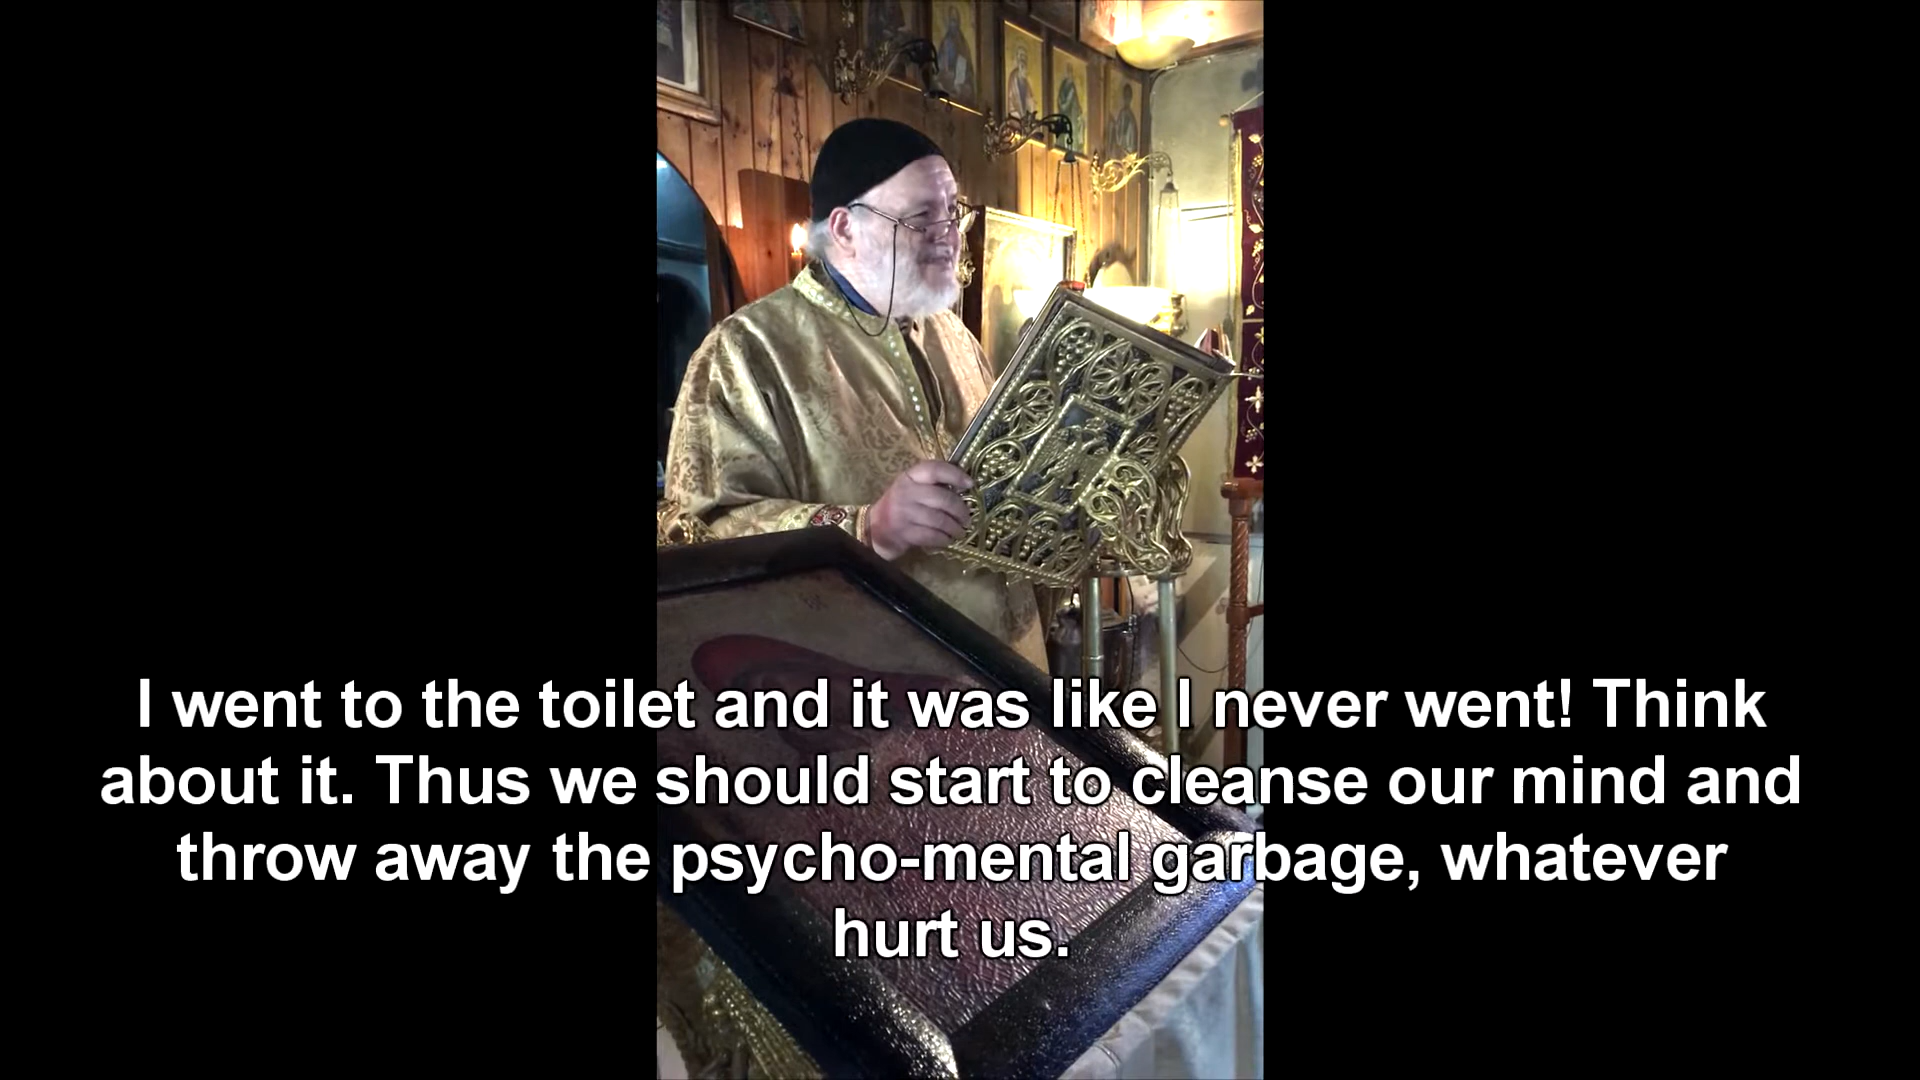 I went to the toilet and it was like I never went! Think
about it. Thus we should start to cleanse our mind and
throw away the psycho-mental garbage, whatever
hurt us.